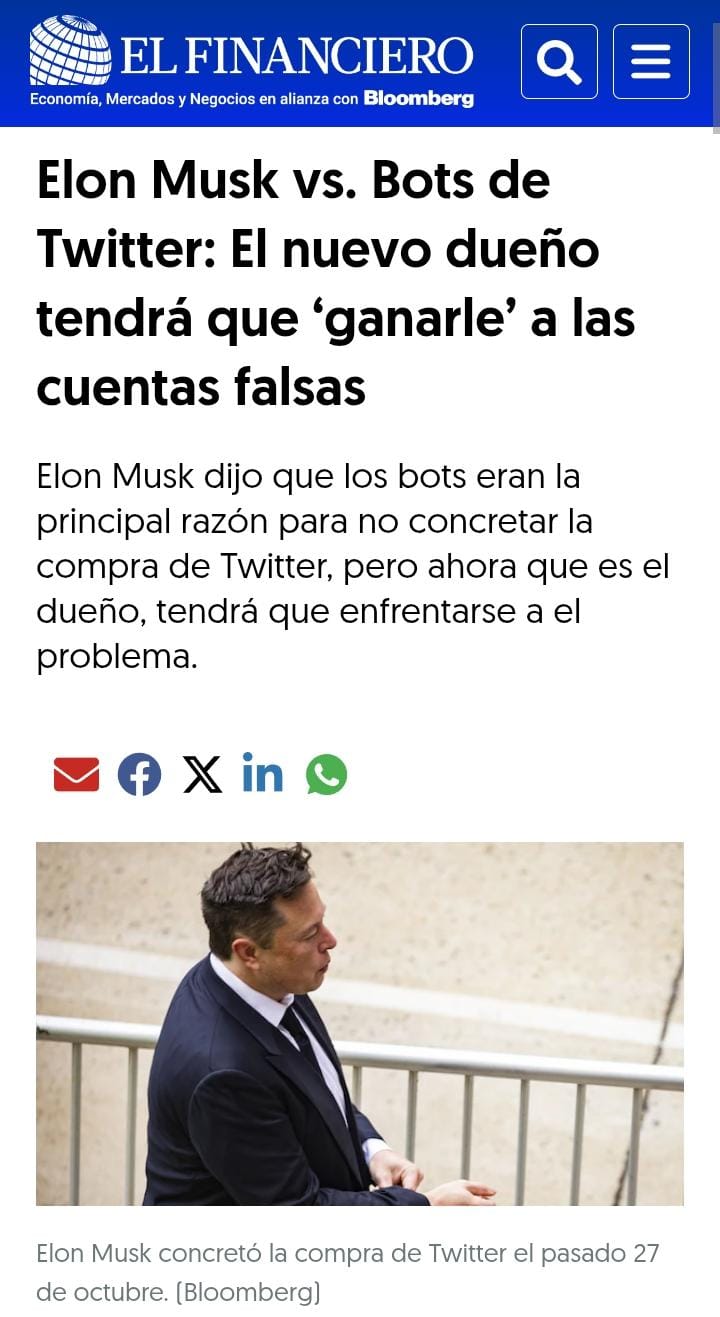 EL FINANCIERO
Economía, Mercados y Negocios en alianza con Bloomberg
Elon Musk vs. Bots de
Twitter: El nuevo dueño
tendrá que ‘ganarle’ a las
cuentas falsas
Elon Musk dijo que los bots eran la
principal razón para no concretar la
compra de Twitter, pero ahora que es el
dueño, tendrá que enfrentarse a el
problema.
Elon Musk concretó la compra de Twitter el pasado 27
de octubre. (Bloomberg)